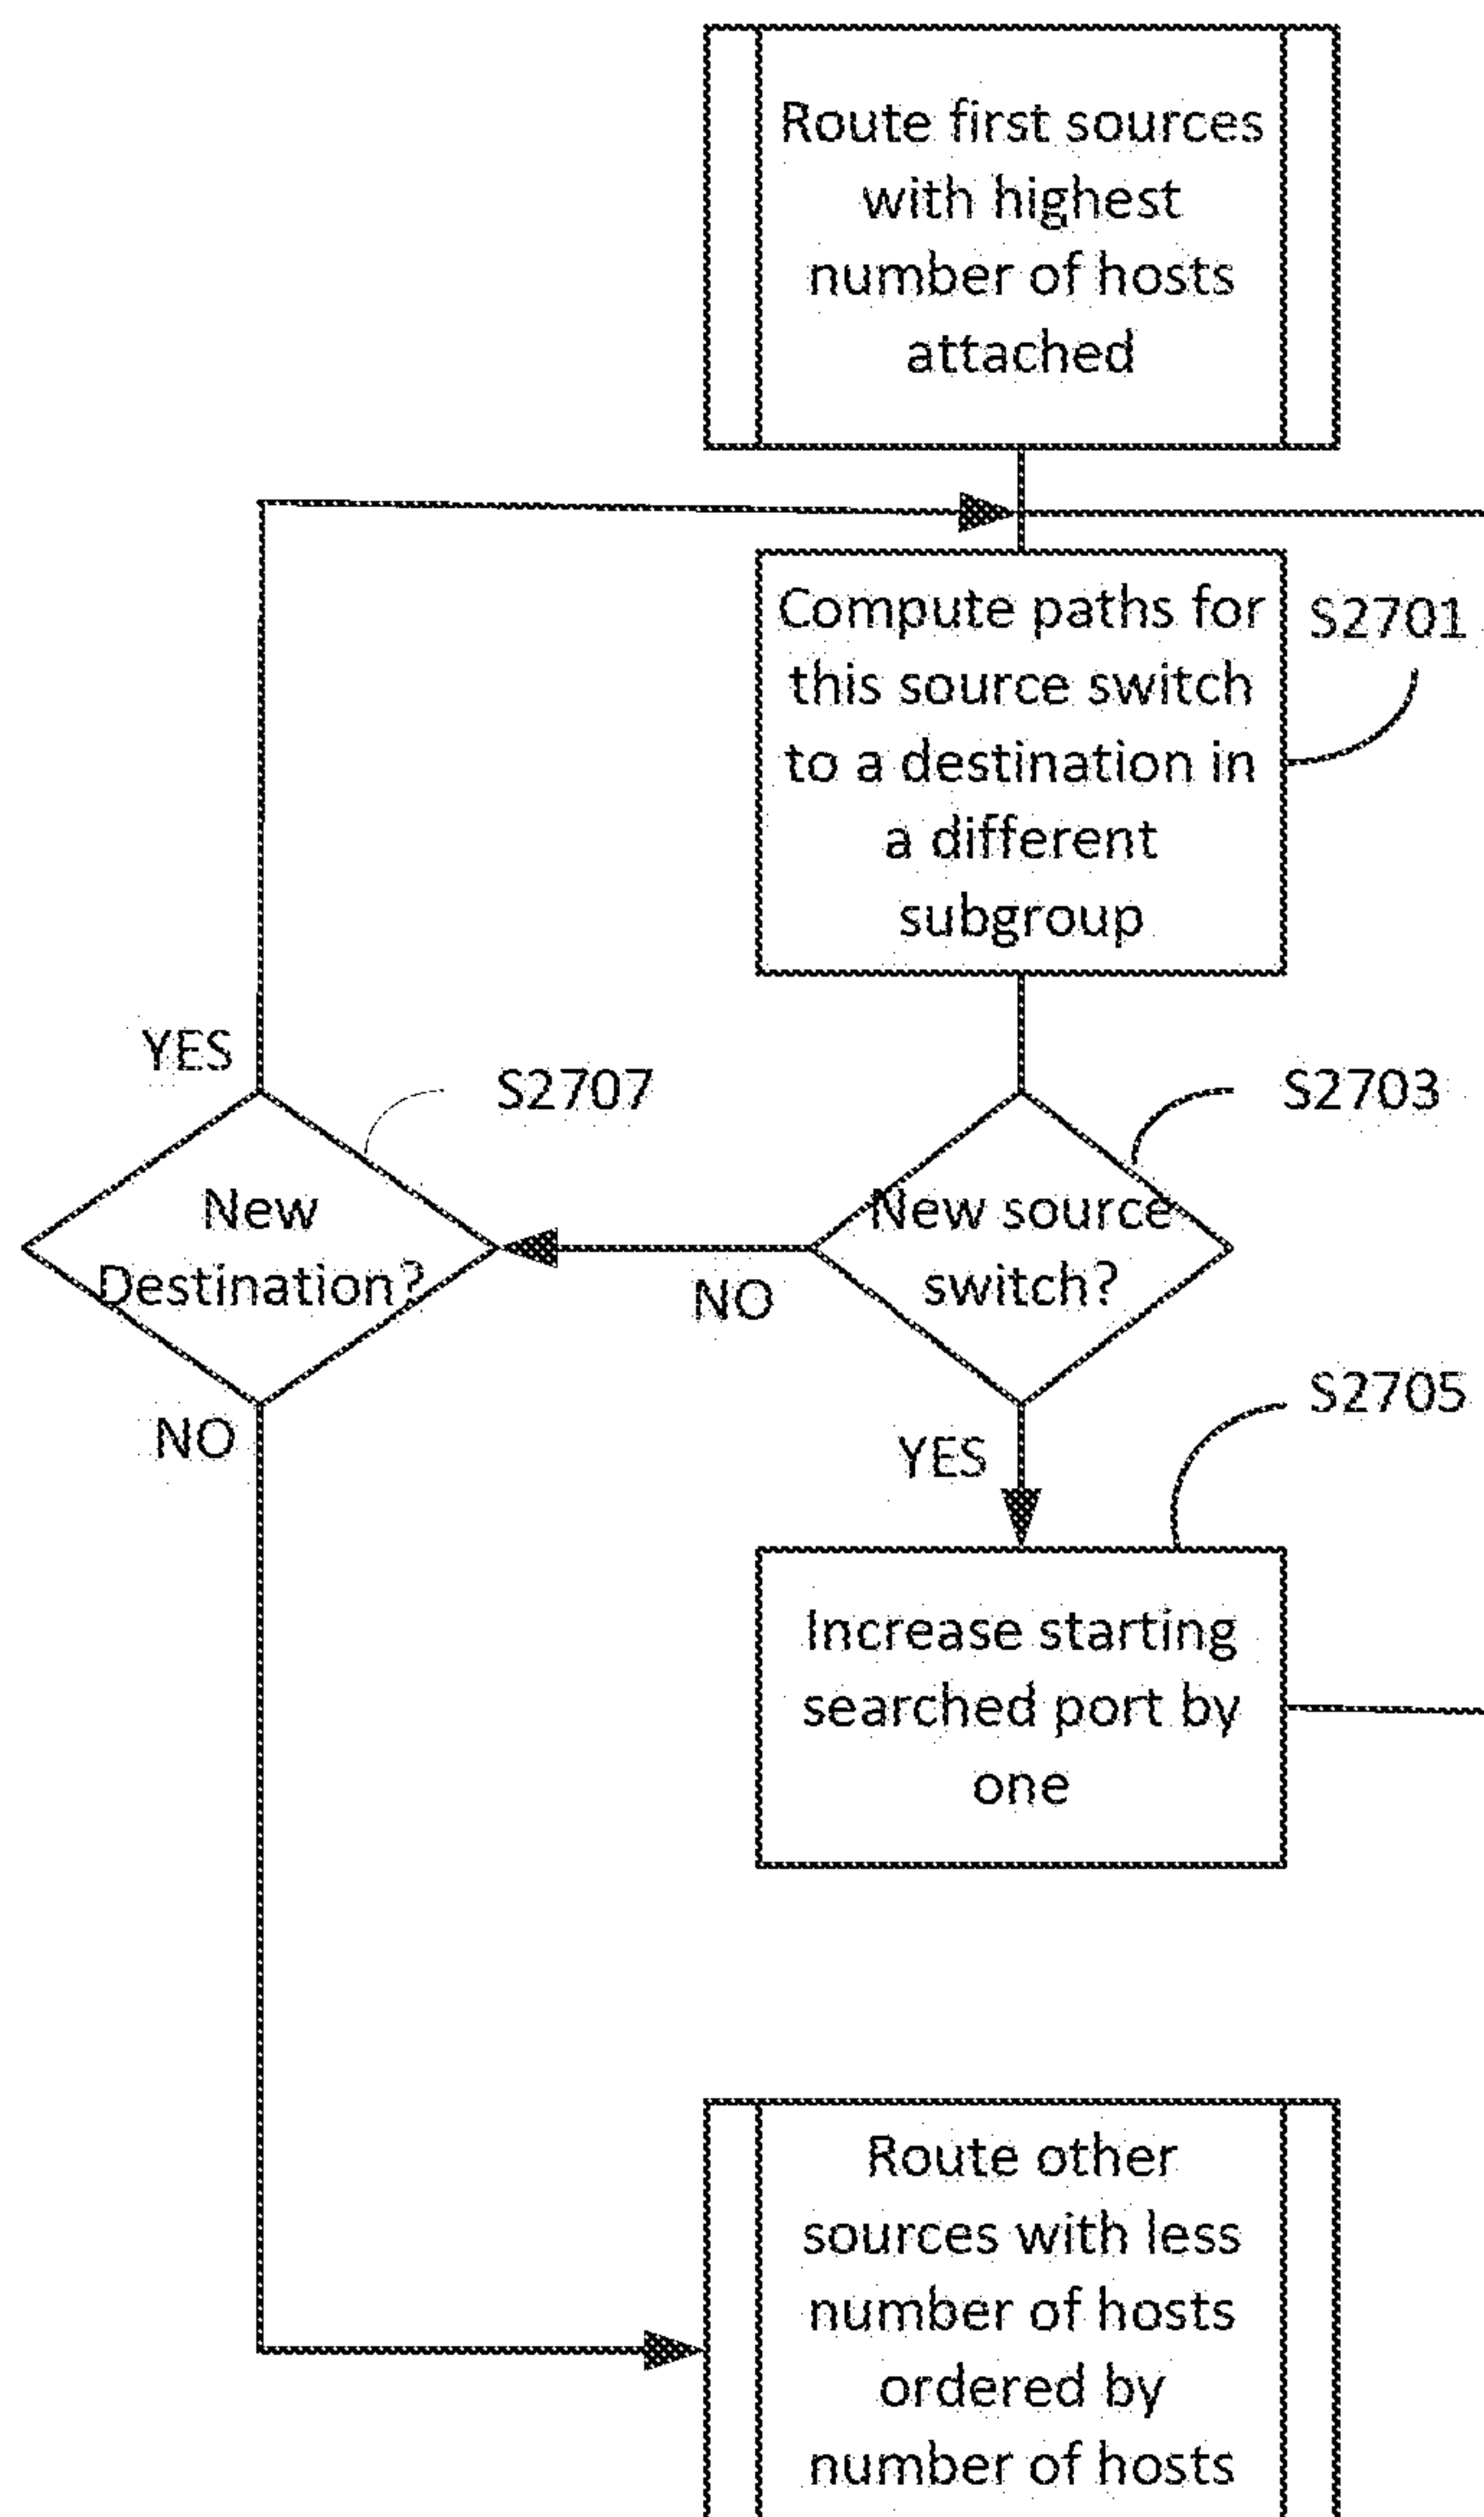 Route first sources
with highest
number of hosts
attached
Compute paths for
this source switch
to a destination in
a different
subgroup
S2701
YES
S2707
S2703
New
Destination?
New source
switch?
NO
NO
S2705
YES
Increase starting
searched port by
one
Route other
sources with less
number of hosts
ordered by
number of hosts